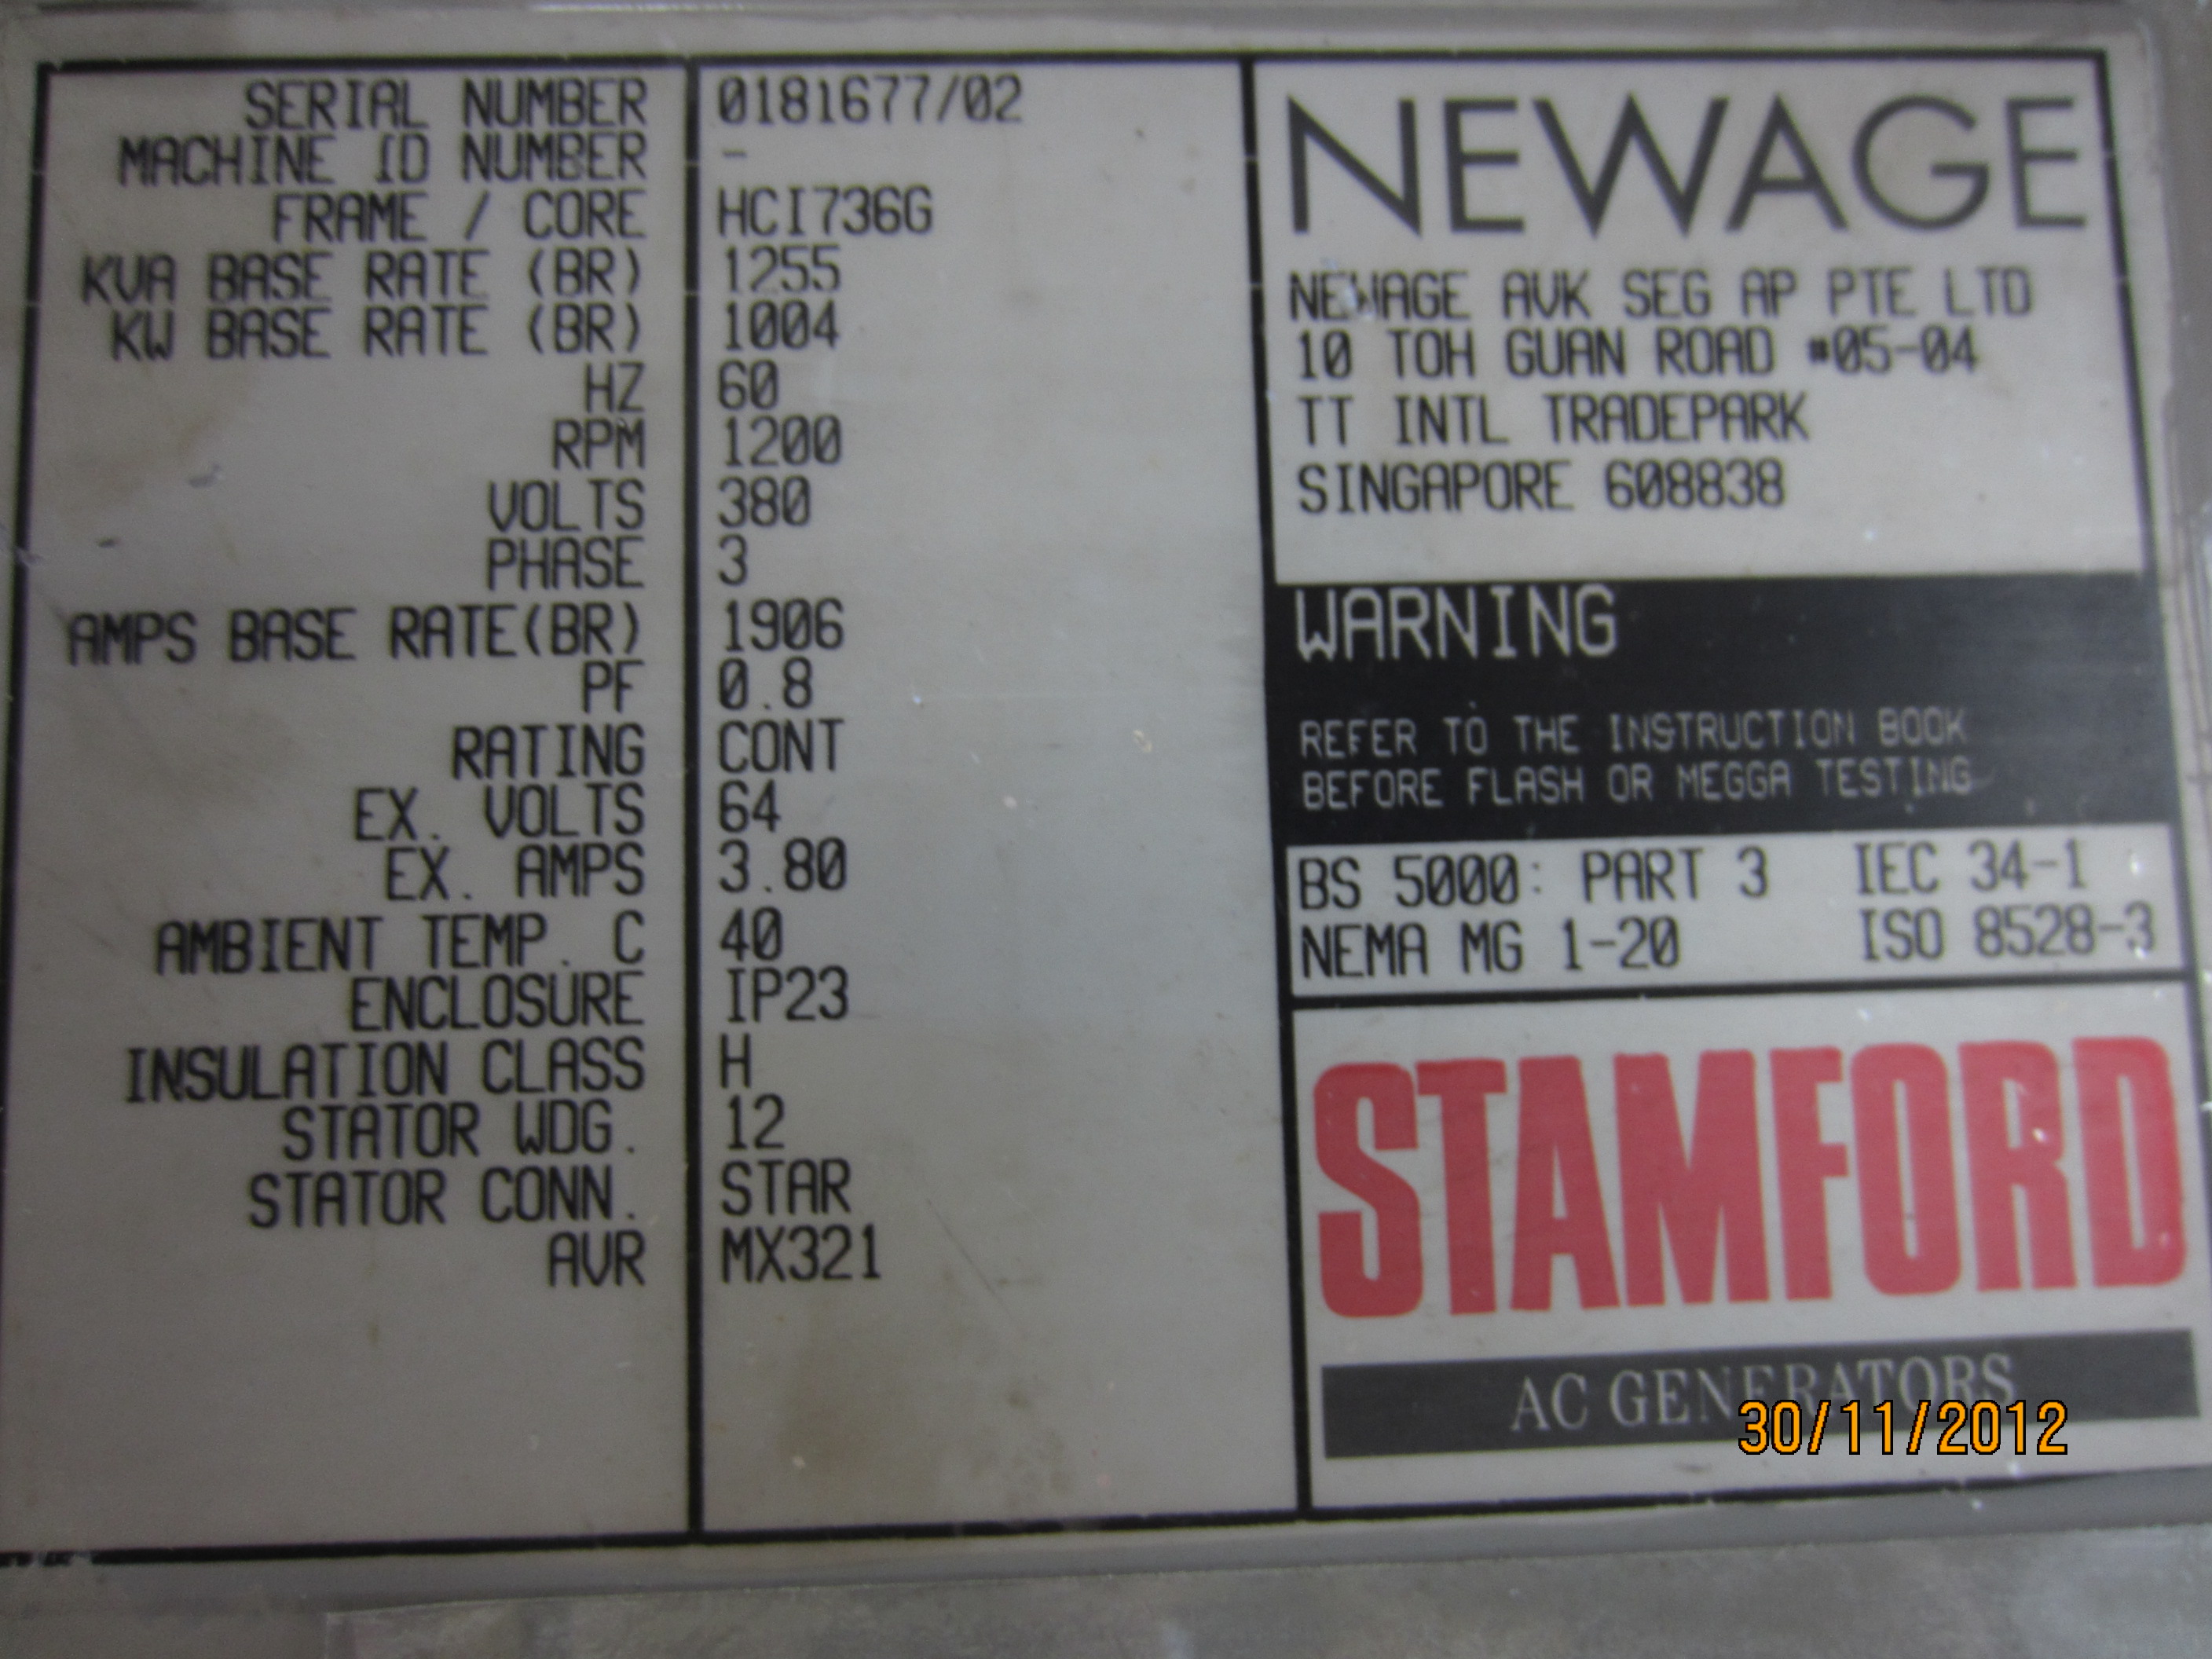 SERIAL NUMBER 0181677/02
MACHINE ID NUMBER -
FRAME / CORE HCI736G
KVA BASE RATE (BR) 1255
KW BASE RATE (BR) 1004
HZ 60
RPM 1200
VOLTS 380
PHASE 3
AMPS BASE RATE(BR) 1906
PF 0.8
RATING CONT
EX. VOLTS 64
EX. AMPS 3.80
AMBIENT TEMP. C 40
ENCLOSURE IP23
INSULATION CLASS H
STATOR WDG. 12
STATOR CONN. STAR
AVR MX321
NEWAGE
NEWAGE AVK SEG AP PTE LTD
10 TOH GUAN ROAD #05-04
TT INTL TRADEPARK
SINGAPORE 608838
WARNING
REFER TO THE INSTRUCTION BOOK
BEFORE FLASH OR MEGGA TESTING
BS 5000: PART 3 IEC 34-1
NEMA MG 1-20 ISO 8528-3
STAMFORD
AC GENERATORS
30/11/2012